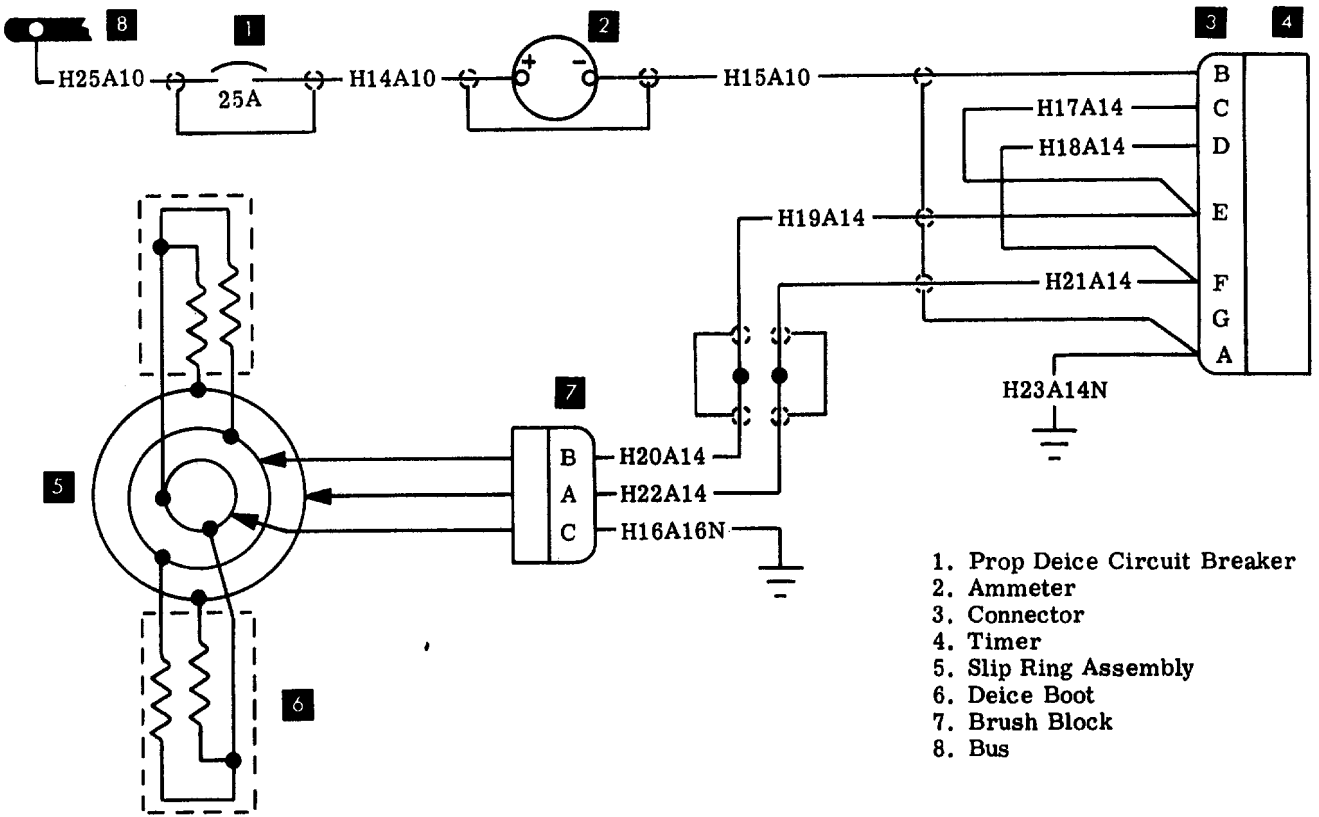 8
1
2
3
4
H25A10
25A
H14A10
+
-
H15A10
B
H17A14
C
H18A14
D
H19A14
E
H21A14
F
G
A
H23A14N
7
5
B
H20A14
A
H22A14
C
H16A16N
6
1. Prop Deice Circuit Breaker
2. Ammeter
3. Connector
4. Timer
5. Slip Ring Assembly
6. Deice Boot
7. Brush Block
8. Bus